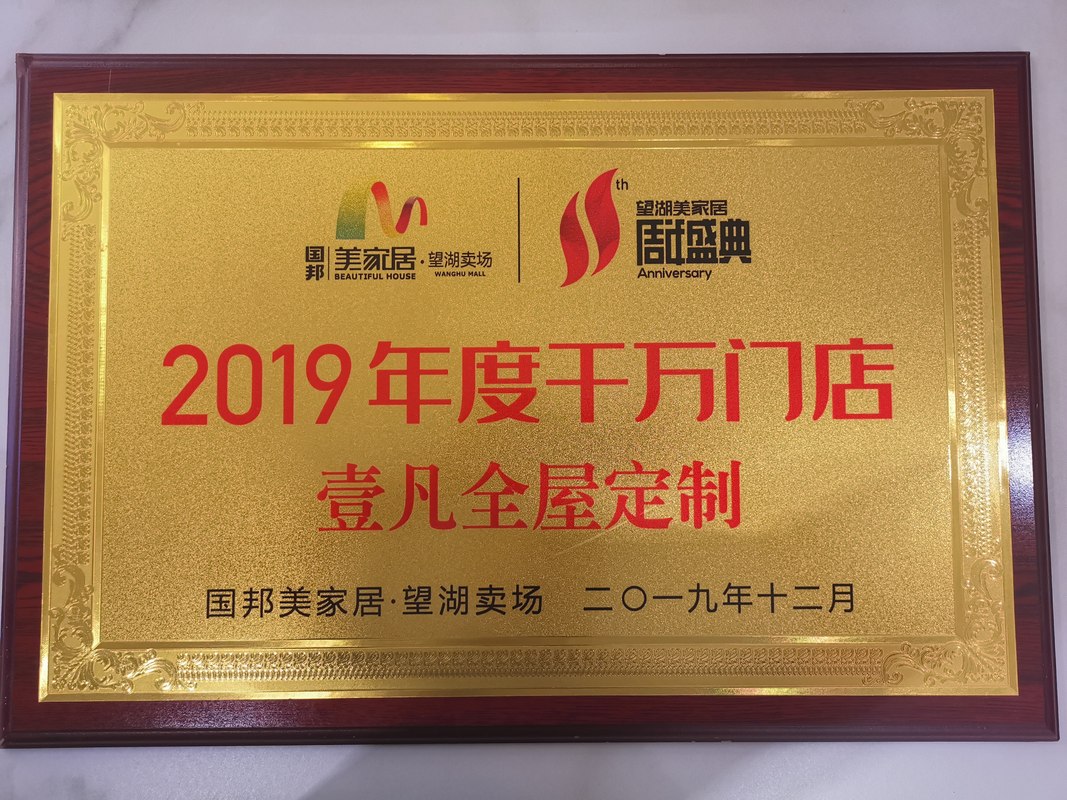 国邦 美家居·望湖卖场
BEAUTIFUL HOUSE WANGHU MALL
th
望湖美家居
周年盛典
Anniversary
2019年度千万门店
壹凡全屋定制
国邦美家居·望湖卖场 二〇一九年十二月